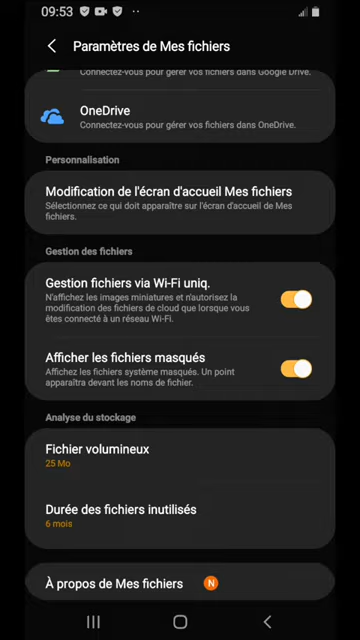 09:53
Paramètres de Mes fichiers
Connectez-vous pour gérer vos fichiers dans Google Drive.
OneDrive
Connectez-vous pour gérer vos fichiers dans OneDrive.
Personnalisation
Modification de l'écran d'accueil Mes fichiers
Sélectionnez ce qui doit apparaître sur l'écran d'accueil de Mes
fichiers.
Gestion des fichiers
Gestion fichiers via Wi-Fi uniq.
N'affichez les images miniatures et n'autorisez la
modification des fichiers de cloud que lorsque vous
êtes connecté à un réseau Wi-Fi.
Afficher les fichiers masqués
Affichez les fichiers système masqués. Un point
apparaîtra devant les noms de fichier.
Analyse du stockage
Fichier volumineux
25 Mo
Durée des fichiers inutilisés
6 mois
À propos de Mes fichiers N